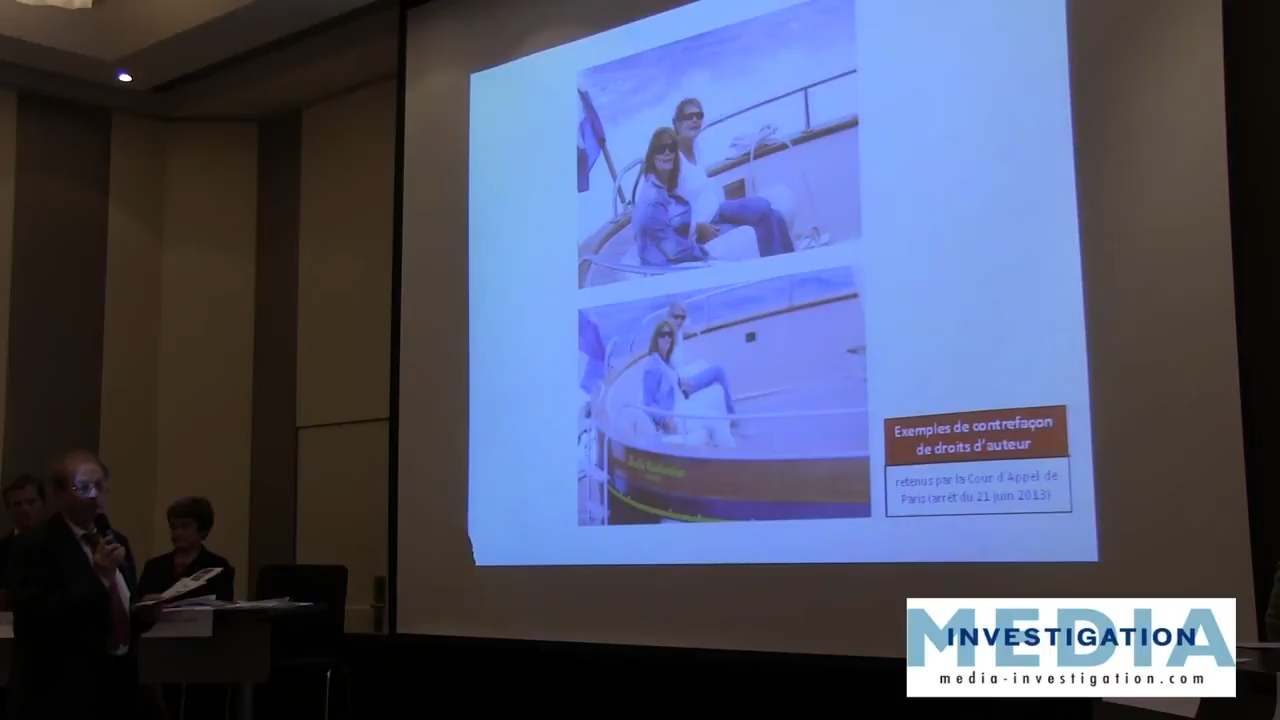 Exemples de contrefaçon
de droits d'auteur
retenus par la Cour d'Appel de
Paris (arrêt du 21 juin 2013)
MEDIA
INVESTIGATION
media-investigation.com